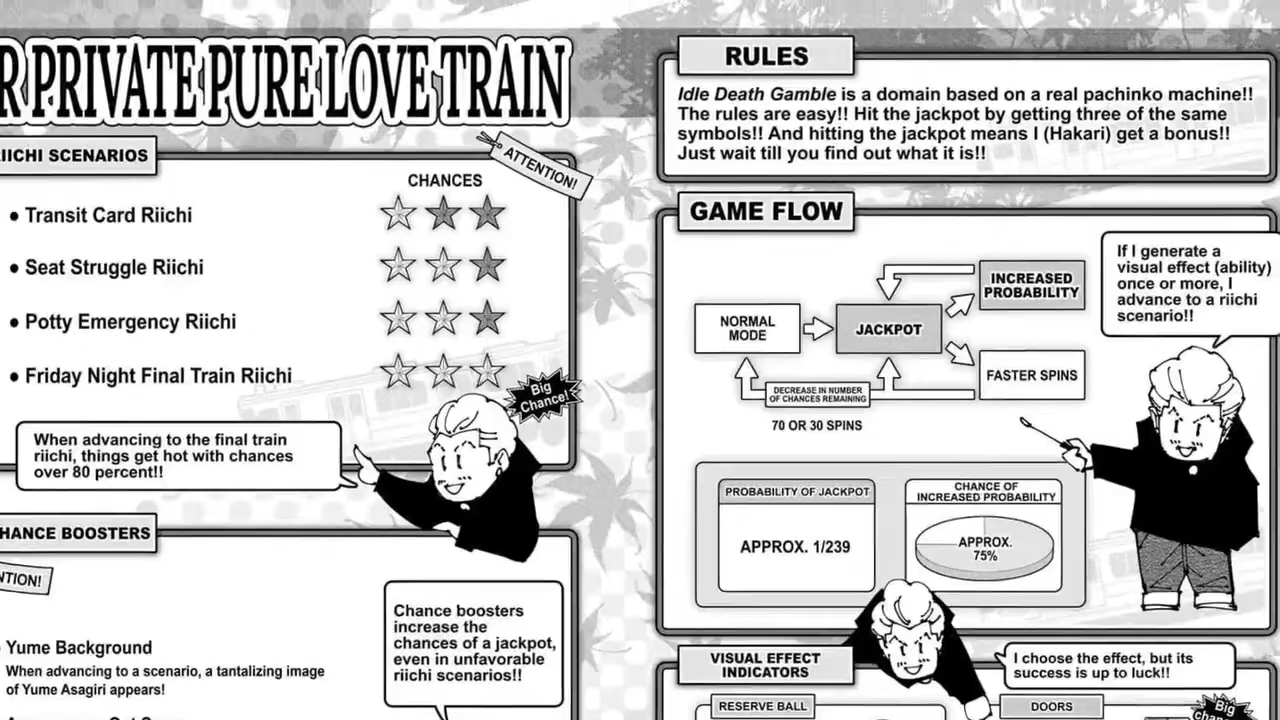 R PRIVATE PURE LOVE TRAIN
RIICHI SCENARIOS
ATTENTION!
CHANCES
• Transit Card Riichi
• Seat Struggle Riichi
• Potty Emergency Riichi
• Friday Night Final Train Riichi
Big
Chance!
When advancing to the final train
riichi, things get hot with chances
over 80 percent!!
HANCE BOOSTERS
NTION!
Chance boosters
increase the
chances of a jackpot,
even in unfavorable
riichi scenarios!!
Yume Background
When advancing to a scenario, a tantalizing image
of Yume Asagiri appears!
RULES
Idle Death Gamble is a domain based on a real pachinko machine!!
The rules are easy!! Hit the jackpot by getting three of the same
symbols!! And hitting the jackpot means I (Hakari) get a bonus!!
Just wait till you find out what it is!!
GAME FLOW
If I generate a
visual effect (ability)
once or more, I
advance to a riichi
scenario!!
NORMAL
MODE
JACKPOT
INCREASED
PROBABILITY
FASTER SPINS
DECREASE IN NUMBER
OF CHANCES REMAINING
70 OR 30 SPINS
PROBABILITY OF JACKPOT
APPROX. 1/239
CHANCE OF
INCREASED PROBABILITY
APPROX.
75%
VISUAL EFFECT
INDICATORS
I choose the effect, but its
success is up to luck!!
RESERVE BALL
DOORS
Big